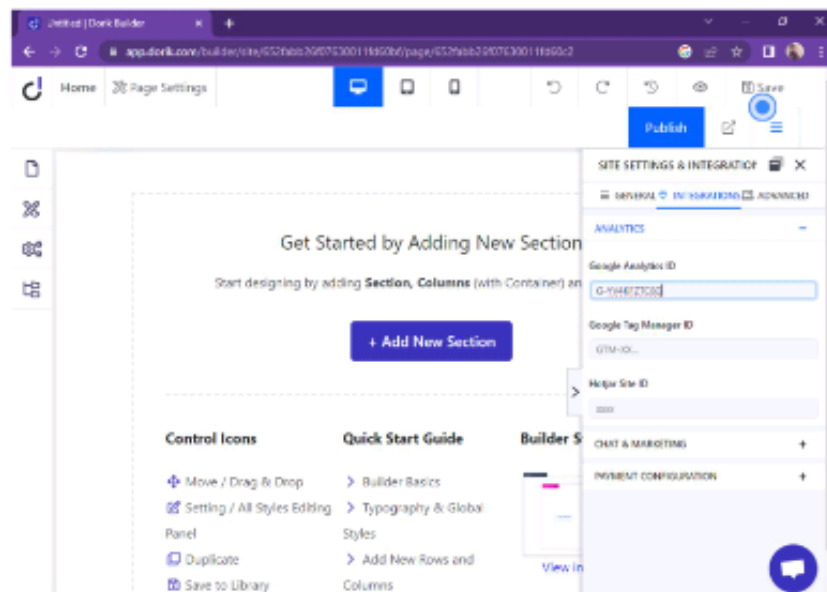 Untitled | Dorik Builder
Home
Page Settings
Save
Publish
SITE SETTINGS & INTEGRATION
GENERAL
INTEGRATIONS
ADVANCED
ANALYTICS
Google Analytics ID
Google Tag Manager ID
GTM-XX...
Hotjar Site ID
CHAT & MARKETING
PAYMENT CONFIGURATION
Get Started by Adding New Section
Start designing by adding Section, Columns (with Container) an
+ Add New Section
Control Icons
Move / Drag & Drop
Setting / All Styles Editing
Panel
Duplicate
Save to Library
Quick Start Guide
Builder Basics
Typography & Global
Styles
Add New Rows and
Columns
Builder S
View in